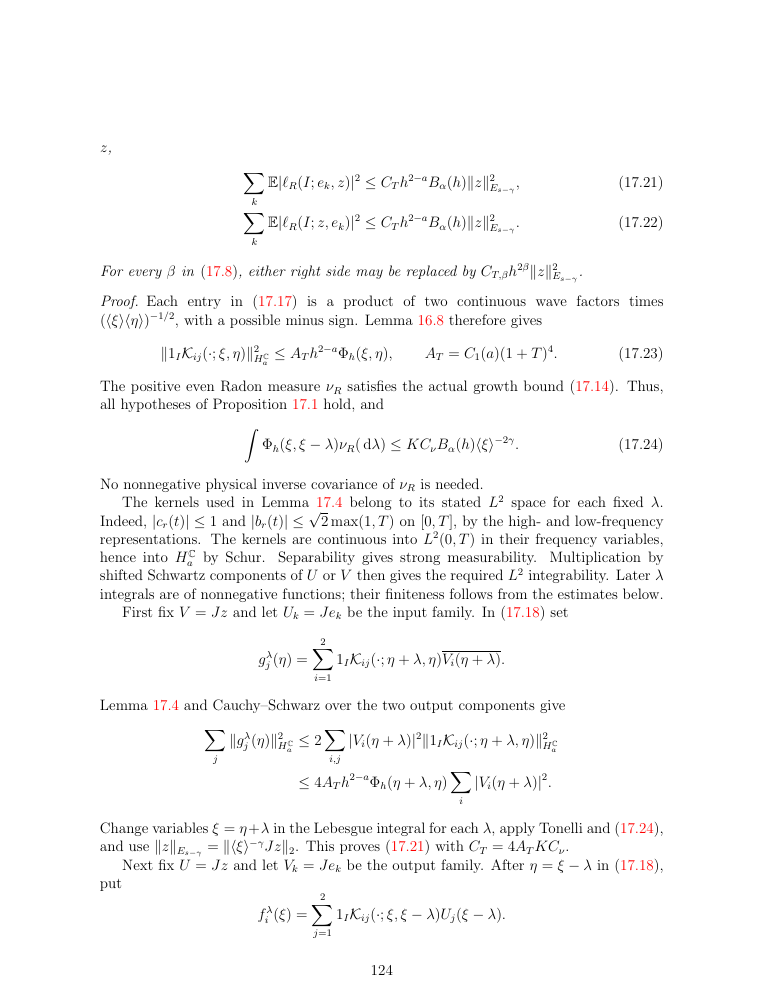 z,
∑_k 𝔼|ℓ_R(I; e_k, z)|² ≤ C_T h^{2−a} B_α(h)‖z‖²_{E_{s−γ}}, (17.21)
∑_k 𝔼|ℓ_R(I; z, e_k)|² ≤ C_T h^{2−a} B_α(h)‖z‖²_{E_{s−γ}}. (17.22)
For every β in (17.8), either right side may be replaced by C_{T,β}h^{2β}‖z‖²_{E_{s−γ}}.
Proof. Each entry in (17.17) is a product of two continuous wave factors times
(⟨ξ⟩⟨η⟩)^{−1/2}, with a possible minus sign. Lemma 16.8 therefore gives
‖1_I 𝒦_{ij}(·; ξ, η)‖²_{H_a^ℂ} ≤ A_T h^{2−a} Φ_h(ξ, η), A_T = C_1(a)(1 + T)⁴. (17.23)
The positive even Radon measure ν_R satisfies the actual growth bound (17.14). Thus,
all hypotheses of Proposition 17.1 hold, and
∫ Φ_h(ξ, ξ − λ)ν_R( dλ) ≤ KC_ν B_α(h)⟨ξ⟩^{−2γ}. (17.24)
No nonnegative physical inverse covariance of ν_R is needed.
The kernels used in Lemma 17.4 belong to its stated L² space for each fixed λ.
Indeed, |c_r(t)| ≤ 1 and |b_r(t)| ≤ √2 max(1, T) on [0, T], by the high- and low-frequency
representations. The kernels are continuous into L²(0, T) in their frequency variables,
hence into H_a^ℂ by Schur. Separability gives strong measurability. Multiplication by
shifted Schwartz components of U or V then gives the required L² integrability. Later λ
integrals are of nonnegative functions; their finiteness follows from the estimates below.
First fix V = Jz and let U_k = Je_k be the input family. In (17.18) set
g_j^λ(η) = ∑_{i=1}^{2} 1_I 𝒦_{ij}(·; η + λ, η)\overline{V_i(η + λ)}.
Lemma 17.4 and Cauchy–Schwarz over the two output components give
∑_j ‖g_j^λ(η)‖²_{H_a^ℂ} ≤ 2 ∑_{i,j} |V_i(η + λ)|²‖1_I 𝒦_{ij}(·; η + λ, η)‖²_{H_a^ℂ}
≤ 4A_T h^{2−a} Φ_h(η + λ, η) ∑_i |V_i(η + λ)|².
Change variables ξ = η+λ in the Lebesgue integral for each λ, apply Tonelli and (17.24),
and use ‖z‖_{E_{s−γ}} = ‖⟨ξ⟩^{−γ}Jz‖₂. This proves (17.21) with C_T = 4A_T KC_ν.
Next fix U = Jz and let V_k = Je_k be the output family. After η = ξ − λ in (17.18),
put
f_i^λ(ξ) = ∑_{j=1}^{2} 1_I 𝒦_{ij}(·; ξ, ξ − λ)U_j(ξ − λ).
124